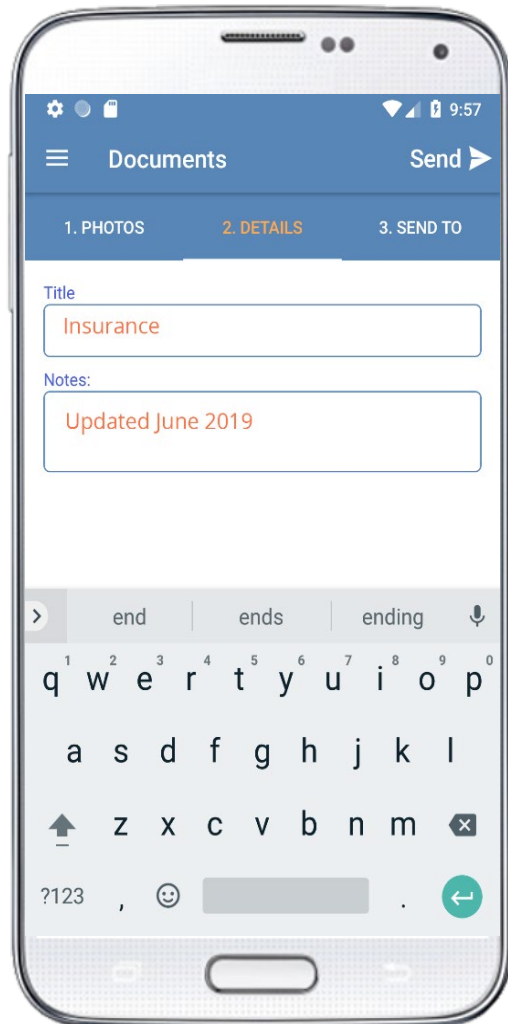 9:57
Documents Send
1. PHOTOS 2. DETAILS 3. SEND TO
Title
Insurance
Notes:
Updated June 2019
end ends ending
1 2 3 4 5 6 7 8 9 0
q w e r t y u i o p
a s d f g h j k l
z x c v b n m
?123 , .